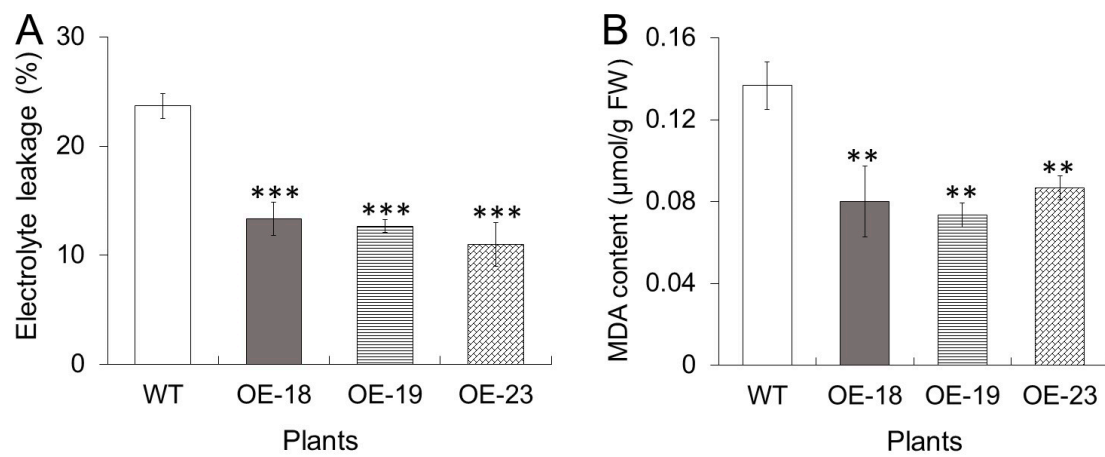 A
Electrolyte leakage (%)
30
20
10
0
***
***
***
WT
OE-18
OE-19
OE-23
Plants
B
MDA content (μmol/g FW)
0.16
0.12
0.08
0.04
0
**
**
**
WT
OE-18
OE-19
OE-23
Plants